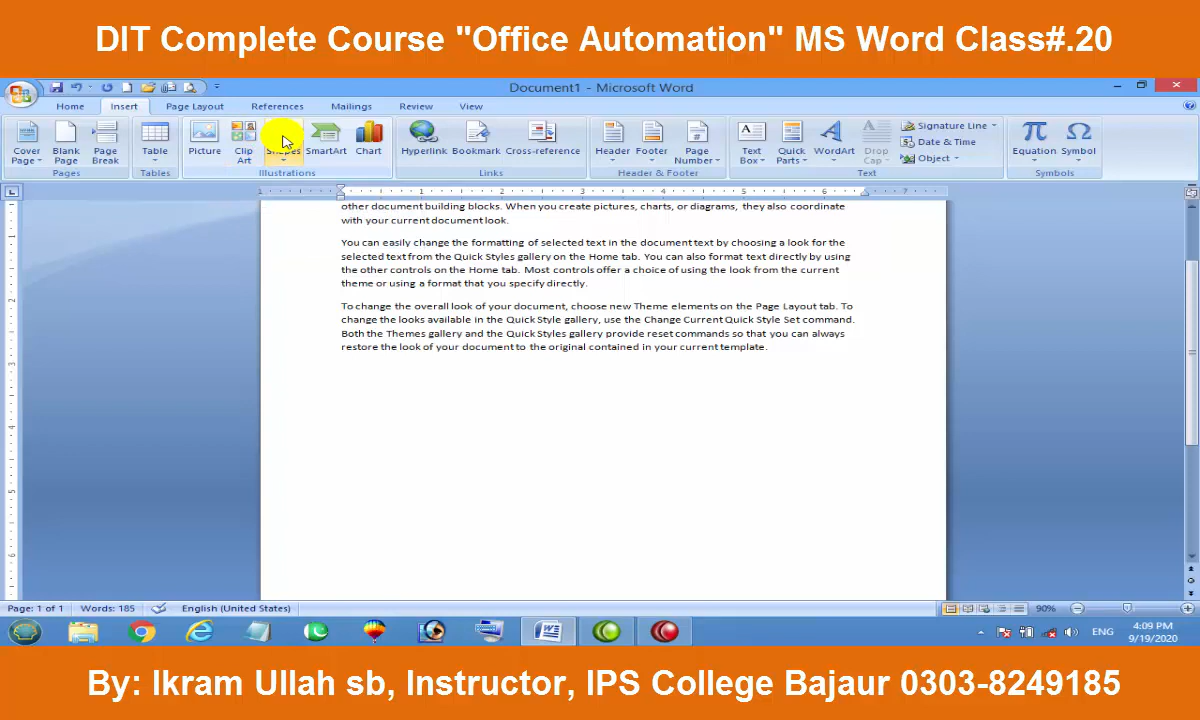 DIT Complete Course "Office Automation" MS Word Class#.20
Document1 - Microsoft Word
Home Insert Page Layout References Mailings Review View
Cover Page Blank Page Page Break Table Picture Clip Art Shapes SmartArt Chart Hyperlink Bookmark Cross-reference Header Footer Page Number Text Box Quick Parts WordArt Drop Cap Signature Line Date & Time Object Equation Symbol
Pages Tables Illustrations Links Header & Footer Text Symbols
1 1 2 3 4 5 6 7
other document building blocks. When you create pictures, charts, or diagrams, they also coordinate
with your current document look.
You can easily change the formatting of selected text in the document text by choosing a look for the
selected text from the Quick Styles gallery on the Home tab. You can also format text directly by using
the other controls on the Home tab. Most controls offer a choice of using the look from the current
theme or using a format that you specify directly.
To change the overall look of your document, choose new Theme elements on the Page Layout tab. To
change the looks available in the Quick Style gallery, use the Change Current Quick Style Set command.
Both the Themes gallery and the Quick Styles gallery provide reset commands so that you can always
restore the look of your document to the original contained in your current template.
Page: 1 of 1 Words: 185 English (United States) 90%
ENG 4:09 PM
9/19/2020
By: Ikram Ullah sb, Instructor, IPS College Bajaur 0303-8249185